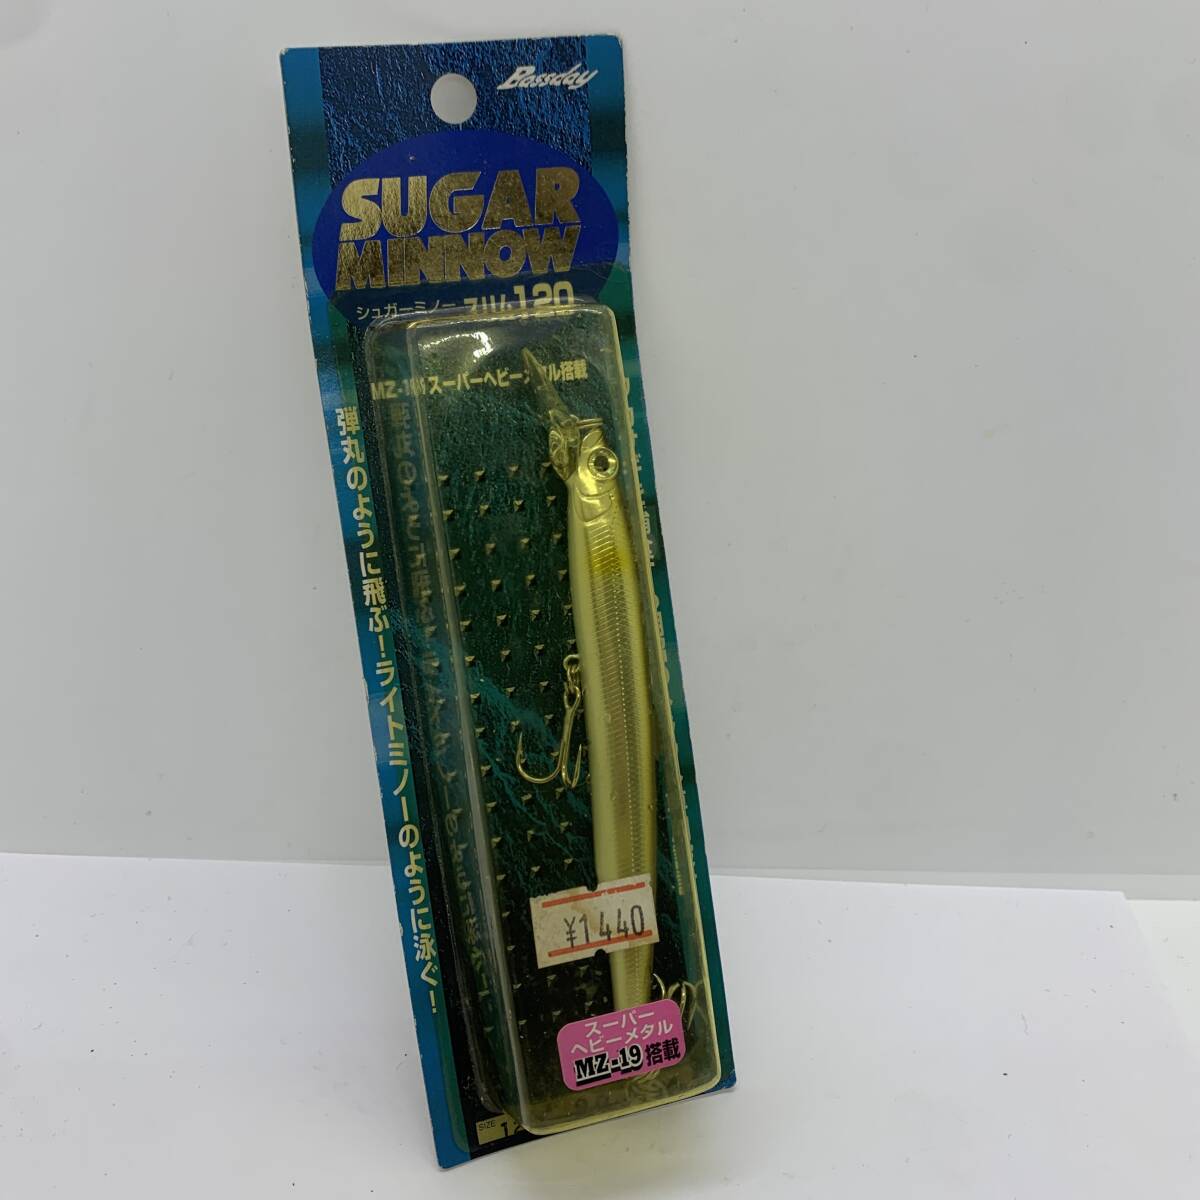 Bassday
SUGAR
MINNOW
シュガーミノー スリム120
スーパーヘビーメタル搭載
弾丸のように飛ぶ!ライトミノーのように泳ぐ!
¥1440
スーパー
ヘビーメタル
MZ-19 搭載
SIZE